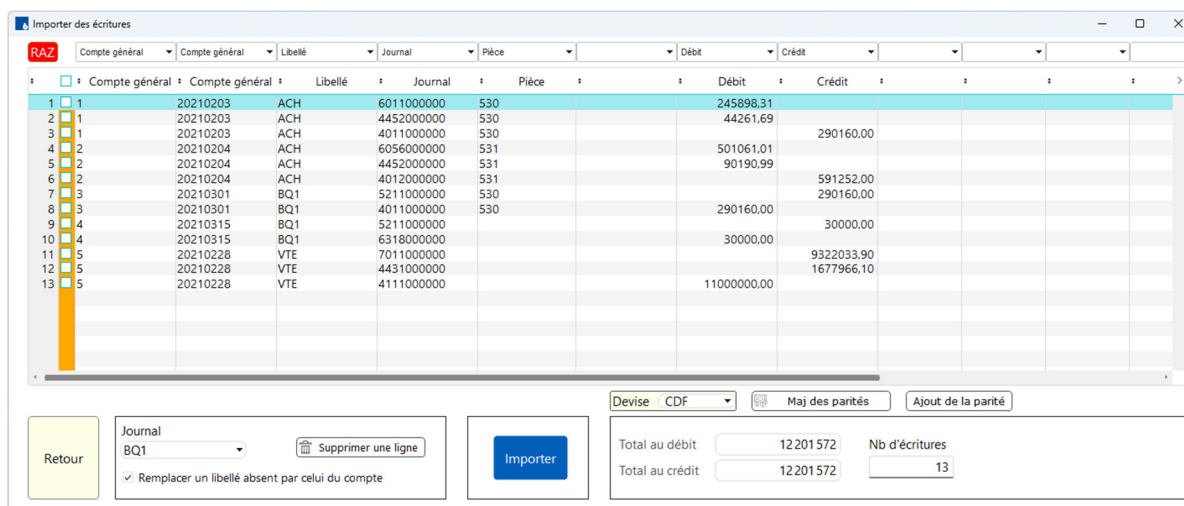 Importer des écritures
RAZ Compte général Compte général Libellé Journal Pièce Débit Crédit
Compte général Compte général Libellé Journal Pièce Débit Crédit
1 1 20210203 ACH 6011000000 530 245898,31
2 1 20210203 ACH 4452000000 530 44261,69
3 1 20210203 ACH 4011000000 530 290160,00
4 2 20210204 ACH 6056000000 531 501061,01
5 2 20210204 ACH 4452000000 531 90190,99
6 2 20210204 ACH 4012000000 531 591252,00
7 3 20210301 BQ1 5211000000 530 290160,00
8 3 20210301 BQ1 4011000000 530 290160,00
9 4 20210315 BQ1 5211000000 30000,00
10 4 20210315 BQ1 6318000000 30000,00
11 5 20210228 VTE 7011000000 9322033,90
12 5 20210228 VTE 4431000000 1677966,10
13 5 20210228 VTE 4111000000 11000000,00
Devise CDF Maj des parités Ajout de la parité
Retour
Journal
BQ1 Supprimer une ligne
Remplacer un libellé absent par celui du compte
Importer
Total au débit 12 201 572 Nb d'écritures
Total au crédit 12 201 572 13